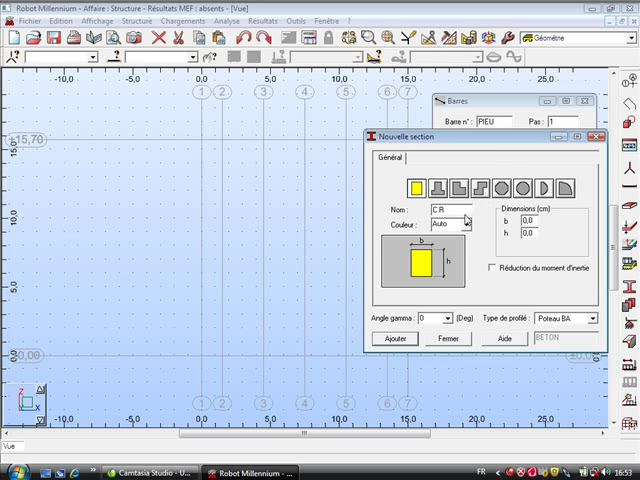 Robot Millennium - Affaire : Structure - Résultats MEF : absents - [Vue]
Fichier Edition Affichage Structure Chargements Analyse Résultats Outils Fenêtre ?
Géométrie
-10,0 -5,0 0,0 5,0 10,0 15,0 20,0 25,0
1 2 3 4 5 6 7
+15,70
15,0
10,0
5,0
0,0
±0,00
Barres
Barre n° : PIEU Pas : 1
Nouvelle section
Général
Nom : C R
Couleur : Auto
Dimensions (cm)
b 0,0
h 0,0
b
h
Réduction du moment d'inertie
Angle gamma : 0 (Deg) Type de profilé : Poteau BA
Ajouter Fermer Aide BETON
1 2 3 4 5 6 7
Z
X
-10,0 -5,0 0,0 5,0 10,0 15,0 20,0 25,0
Vue
Camtasia Studio - U... Robot Millennium - ... FR 16:53